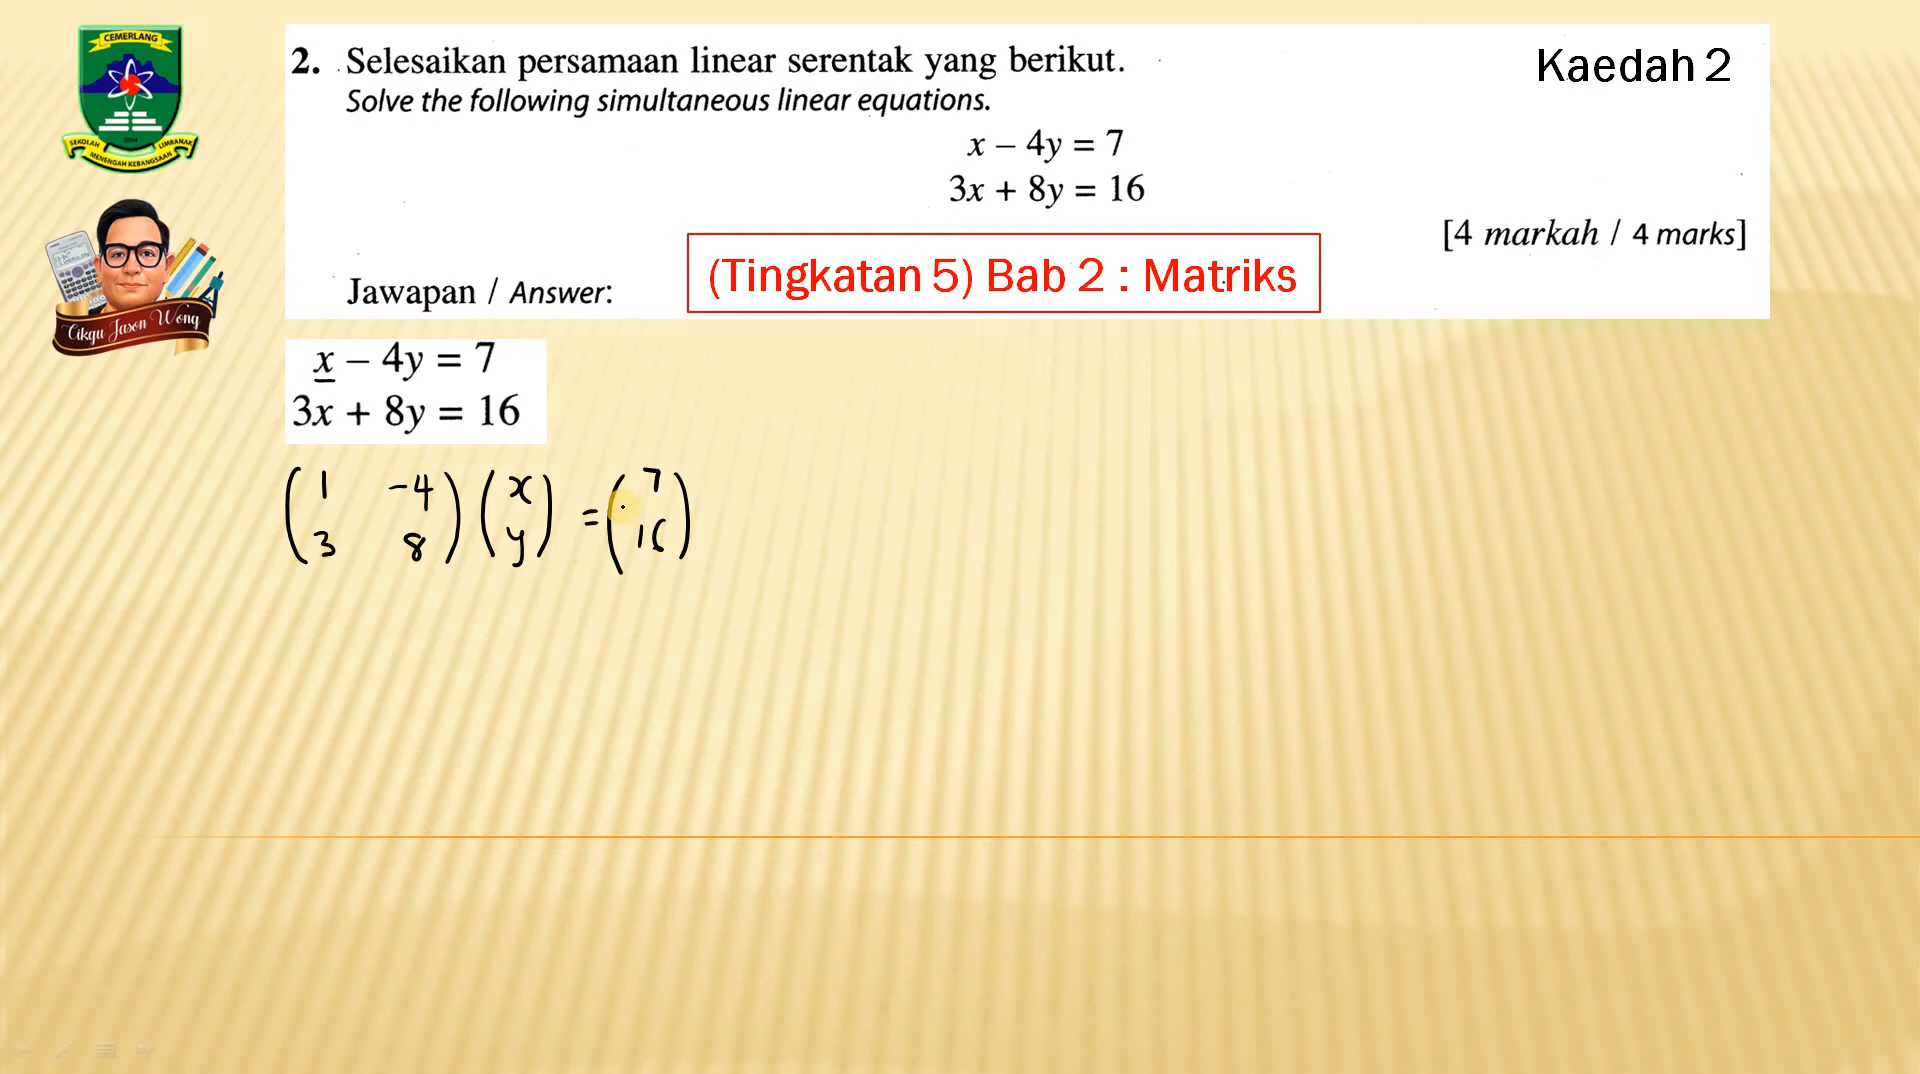 CEMERLANG
2004
SEKOLAH
LIMBANAK
MENENGAH KEBANGSAAN
Cikgu Jason Wong
2. Selesaikan persamaan linear serentak yang berikut.
Kaedah 2
Solve the following simultaneous linear equations.
x – 4y = 7
3x + 8y = 16
[4 markah / 4 marks]
(Tingkatan 5) Bab 2 : Matriks
Jawapan / Answer:
x – 4y = 7
3x + 8y = 16
( 1 -4 ) ( x ) = ( 7 )
( 3 8 ) ( y ) ( 16 )